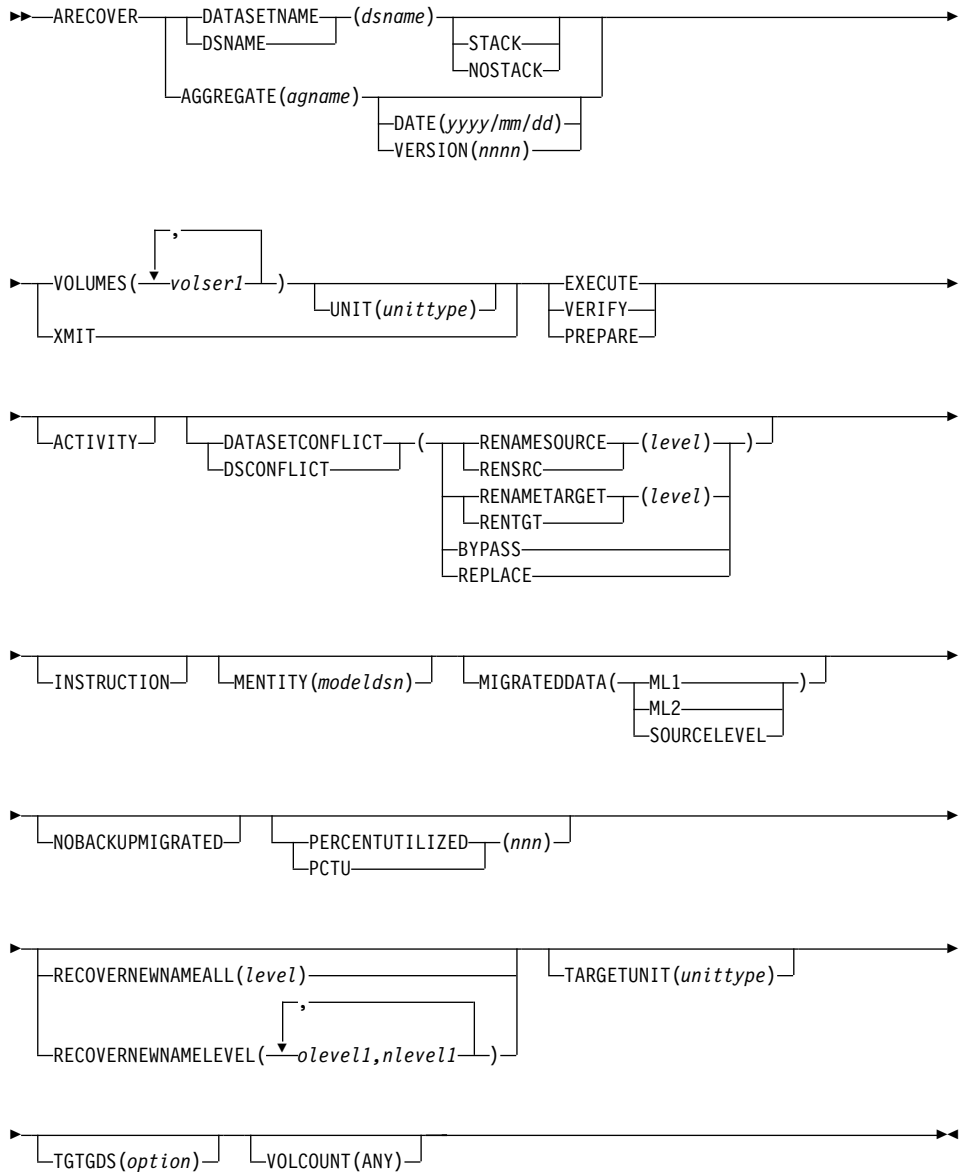 ARECOVER DATASETNAME (dsname)
DSNAME STACK
NOSTACK
AGGREGATE(agname)
DATE(yyyy/mm/dd)
VERSION(nnnn)
,
VOLUMES( volser1 ) EXECUTE
UNIT(unittype) VERIFY
XMIT PREPARE
ACTIVITY DATASETCONFLICT ( RENAMESOURCE (level) )
DSCONFLICT RENSRC
RENAMETARGET (level)
RENTGT
BYPASS
REPLACE
INSTRUCTION MENTITY(modeldsn) MIGRATEDDATA( ML1 )
ML2
SOURCELEVEL
NOBACKUPMIGRATED PERCENTUTILIZED (nnn)
PCTU
RECOVERNEWNAMEALL(level) TARGETUNIT(unittype)
,
RECOVERNEWNAMELEVEL( olevel1,nlevel1 )
TGTGDS(option) VOLCOUNT(ANY)